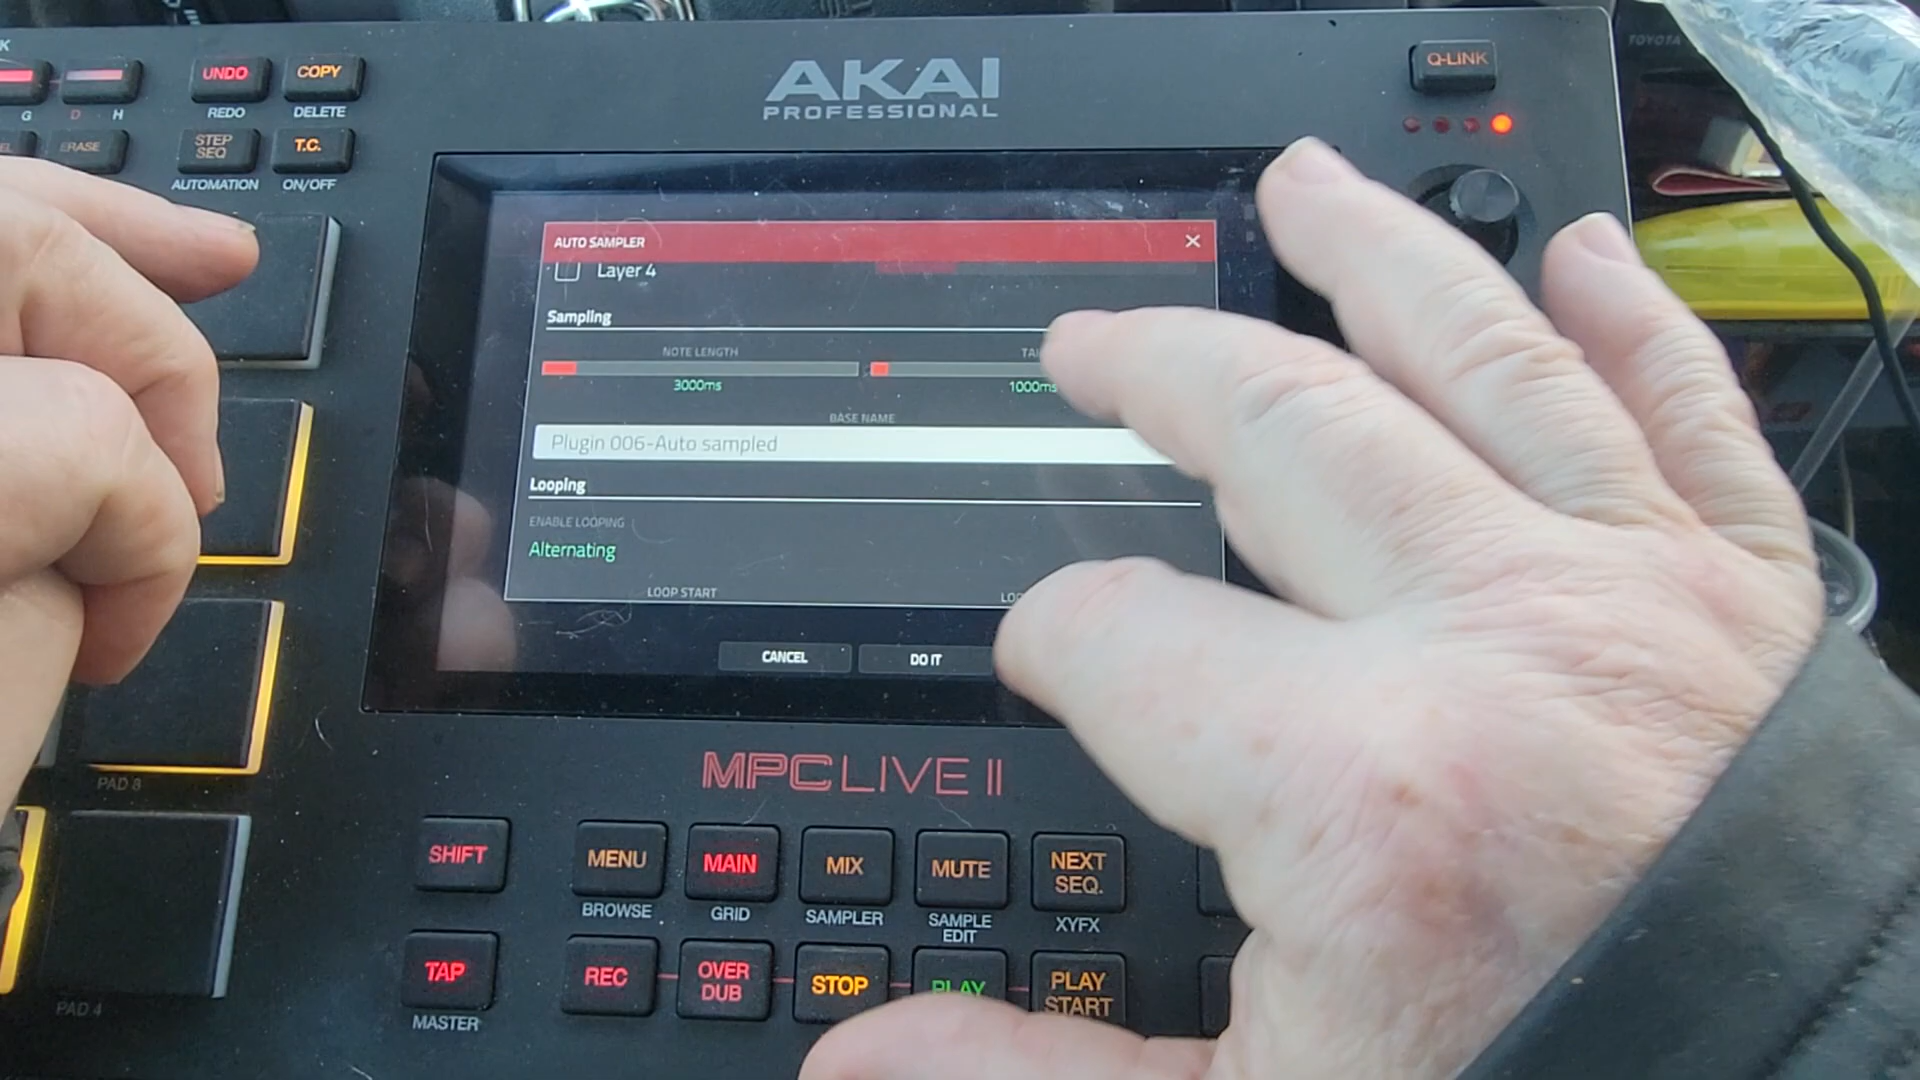 AKAI
PROFESSIONAL
Q-LINK
TOYOTA
K
UNDO
COPY
G
D
H
REDO
DELETE
ERASE
STEP
SEQ
T.C.
AUTOMATION
ON/OFF
AUTO SAMPLER
Layer 4
Sampling
NOTE LENGTH
3000ms
1000ms
BASE NAME
Plugin 006-Auto sampled
Looping
ENABLE LOOPING
Alternating
LOOP START
CANCEL
DO IT
MPC LIVE II
PAD 8
PAD 4
SHIFT
MENU
MAIN
MIX
MUTE
NEXT
SEQ.
BROWSE
GRID
SAMPLER
SAMPLE
EDIT
XYFX
TAP
REC
OVER
DUB
STOP
PLAY
PLAY
START
MASTER